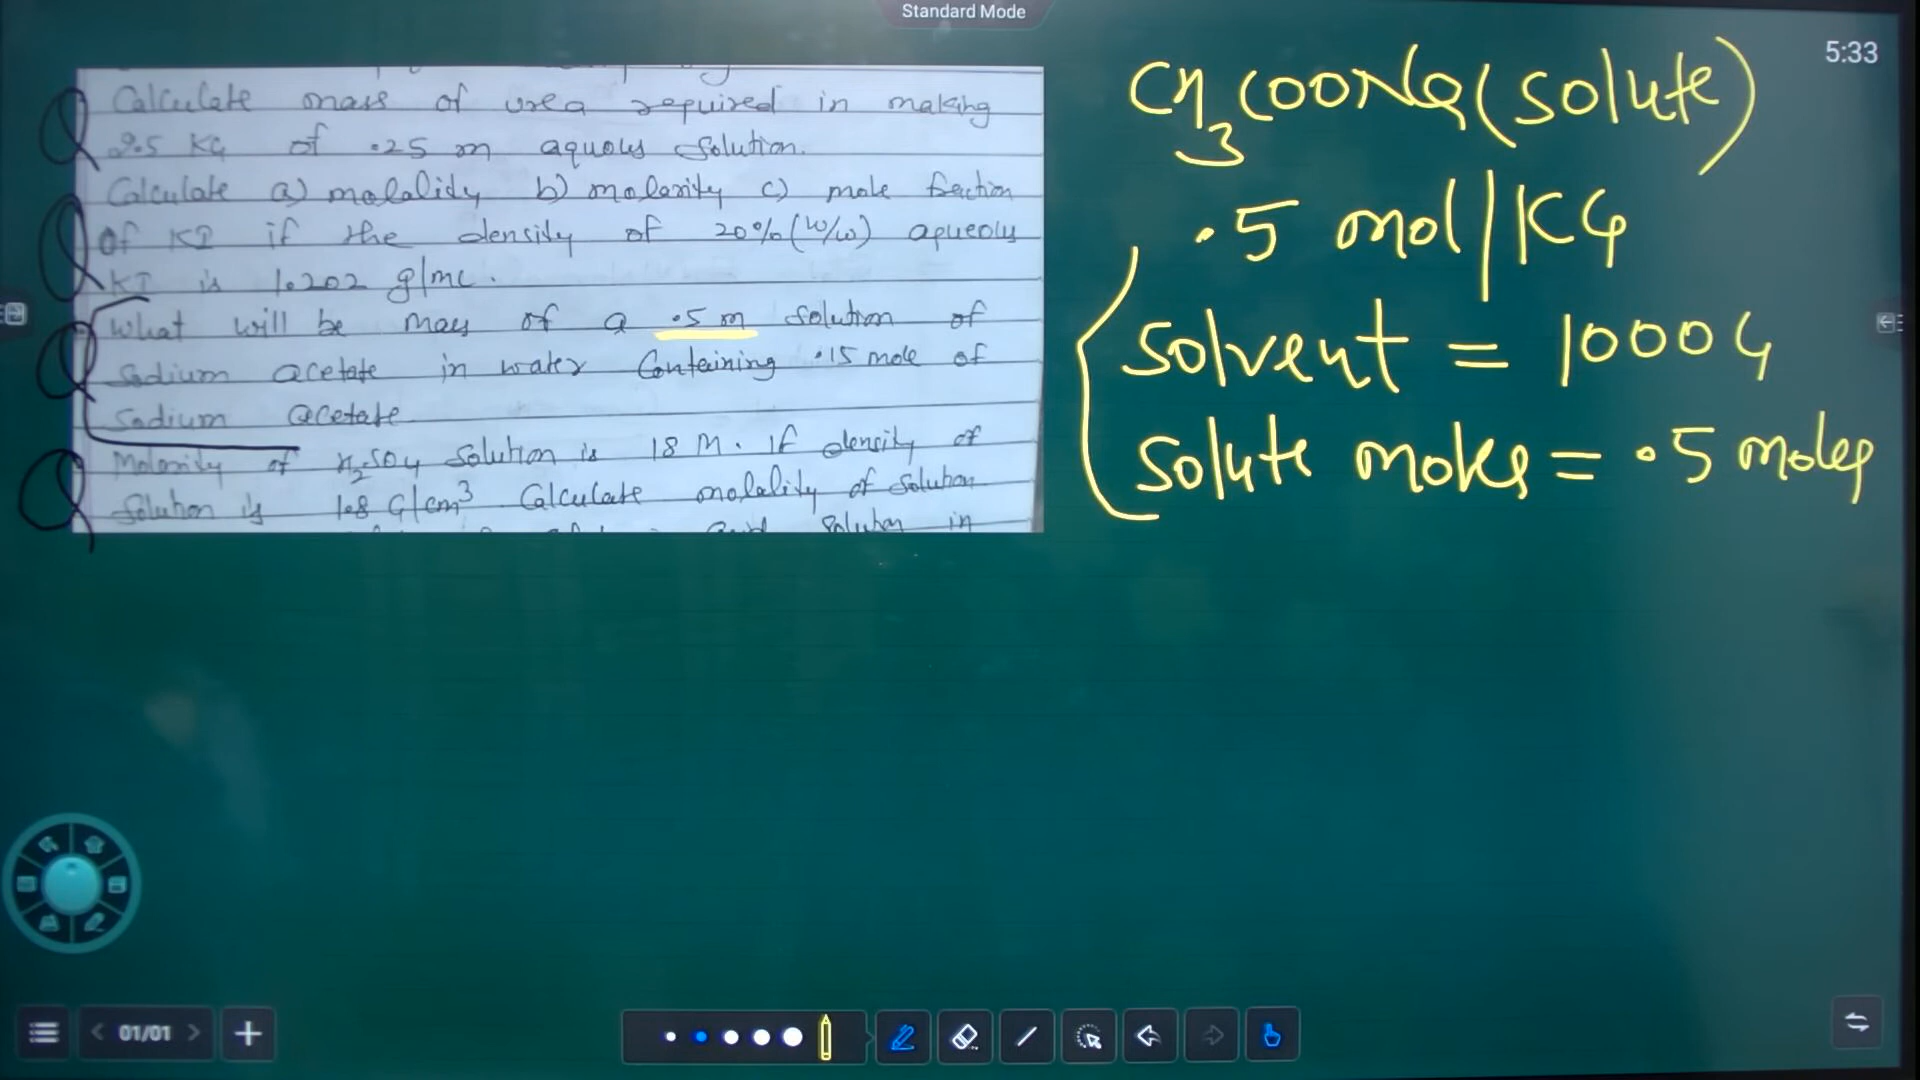 Standard Mode
5:33
Calculate mass of urea required in making
2.5 KG of .25 m aquous solution.
Calculate a) molality b) molarity c) mole fraction
of KI if the density of 20% (w/w) aqueous
KI is 1.202 g/mL.
What will be mass of a .5 m solution of
Sodium acetate in water Containing .15 mole of
Sodium acetate
Molarity of H2SO4 Solution is 18 M. If density of
Solution is 1.8 G/cm3 Calculate molality of solution
solution in
CH3COONa (solute)
.5 mol/KG
solvent = 1000 G
solute moles = .5 moles
01/01